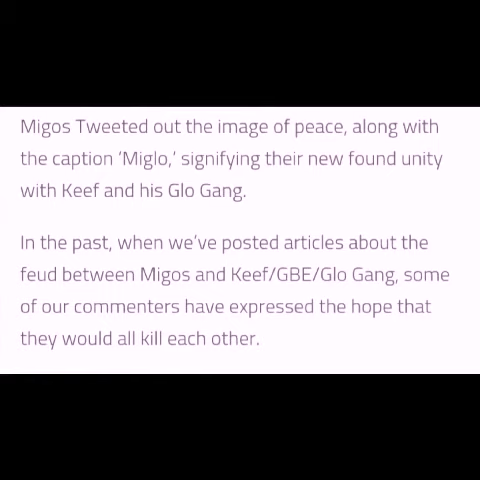 Migos Tweeted out the image of peace, along with
the caption ‘Miglo,’ signifying their new found unity
with Keef and his Glo Gang.
In the past, when we’ve posted articles about the
feud between Migos and Keef/GBE/Glo Gang, some
of our commenters have expressed the hope that
they would all kill each other.